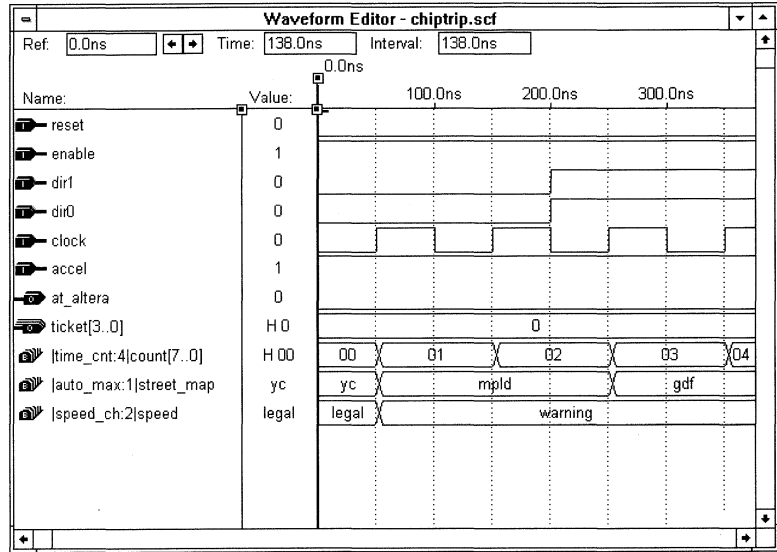 Waveform Editor - chiptrip.scf
Ref: 0.0ns Time: 138.0ns Interval: 138.0ns
0.0ns
Name: Value: 100.0ns 200.0ns 300.0ns
reset 0
enable 1
dir1 0
dir0 0
clock 0
accel 1
at_altera 0
ticket[3..0] H 0 0
|time_cnt:4|count[7..0] H 00 00 01 02 03 04
|auto_max:1|street_map yc yc mpld gdf
|speed_ch:2|speed legal legal warning